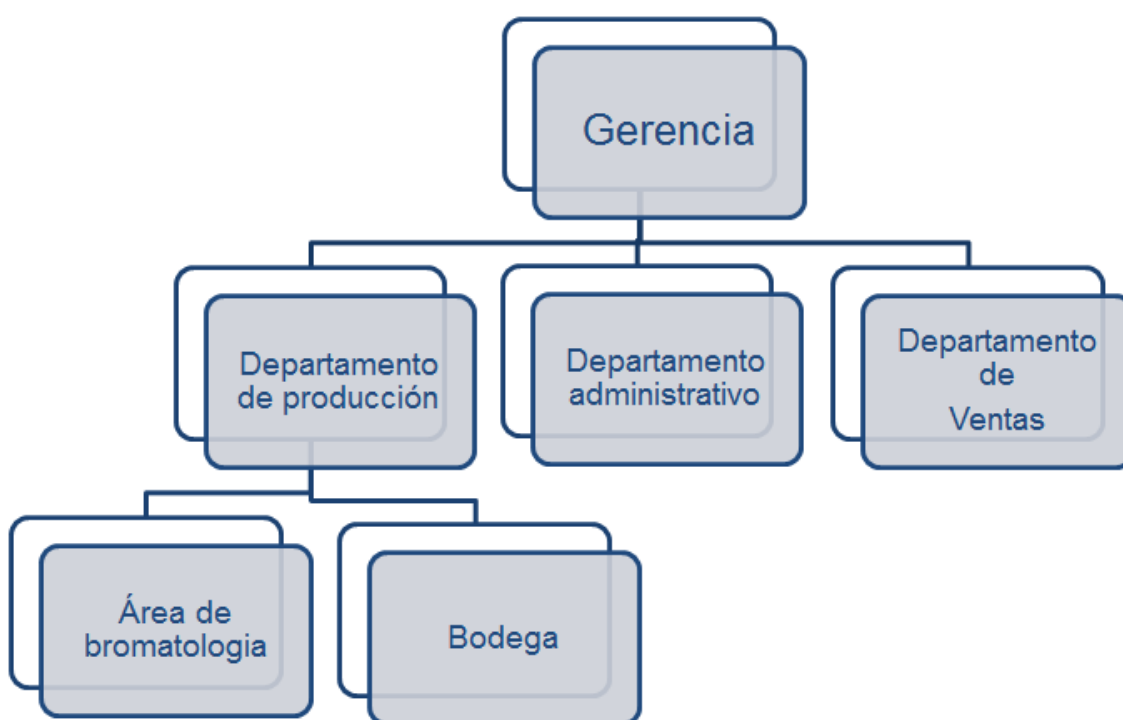 Gerencia
Departamento
de producción
Departamento
administrativo
Departamento
de
Ventas
Área de
bromatologia
Bodega